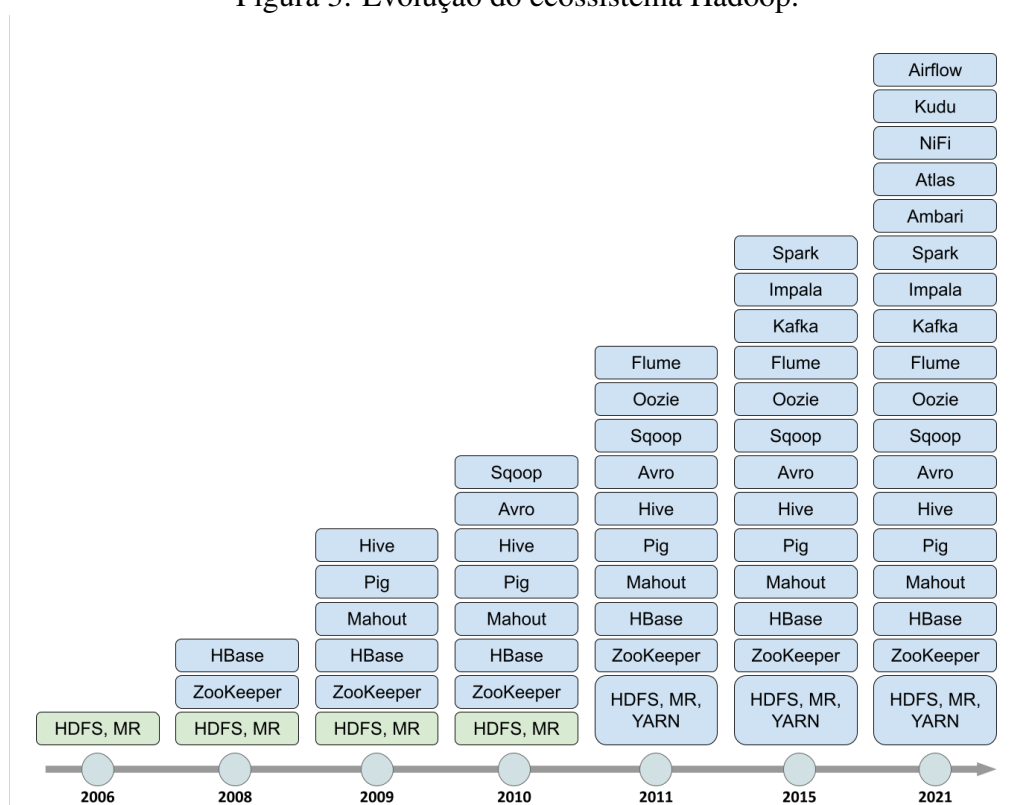 Figura 3: Evolução do ecossistema Hadoop.
Airflow
Kudu
NiFi
Atlas
Ambari
Spark
Spark
Impala
Impala
Kafka
Kafka
Flume
Flume
Flume
Oozie
Oozie
Oozie
Sqoop
Sqoop
Sqoop
Sqoop
Avro
Avro
Avro
Avro
Hive
Hive
Hive
Hive
Hive
Pig
Pig
Pig
Pig
Pig
Mahout
Mahout
Mahout
Mahout
Mahout
HBase
HBase
HBase
HBase
HBase
HBase
ZooKeeper
ZooKeeper
ZooKeeper
ZooKeeper
ZooKeeper
ZooKeeper
HDFS, MR
HDFS, MR
HDFS, MR
HDFS, MR
HDFS, MR,
YARN
HDFS, MR,
YARN
HDFS, MR,
YARN
2006
2008
2009
2010
2011
2015
2021